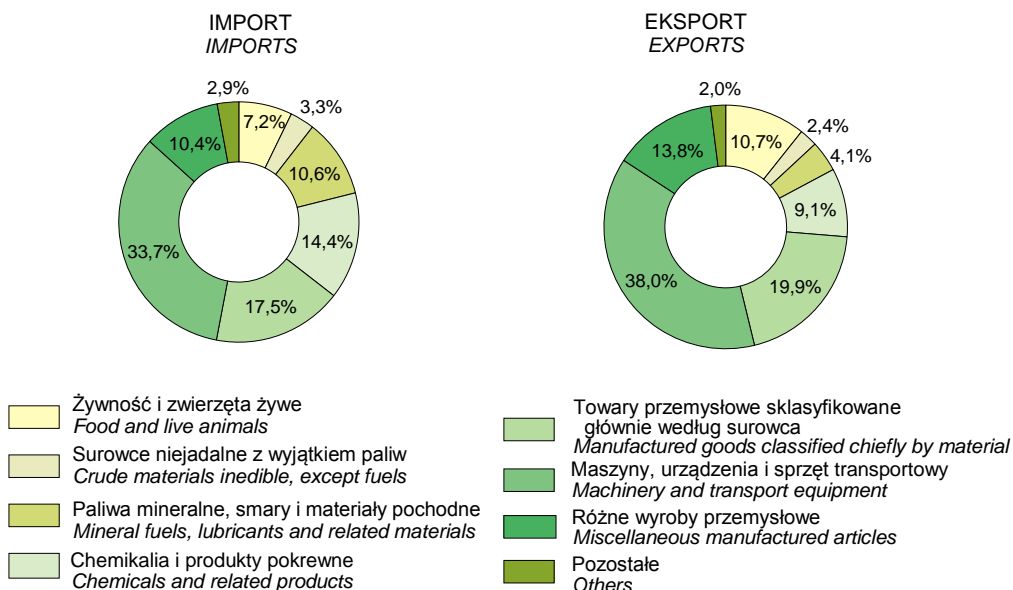 IMPORT
IMPORTS
2,9%
7,2%
3,3%
10,6%
14,4%
17,5%
33,7%
10,4%
EKSPORT
EXPORTS
2,0%
10,7%
2,4%
4,1%
9,1%
19,9%
38,0%
13,8%
Żywność i zwierzęta żywe
Food and live animals
Surowce niejadalne z wyjątkiem paliw
Crude materials inedible, except fuels
Paliwa mineralne, smary i materiały pochodne
Mineral fuels, lubricants and related materials
Chemikalia i produkty pokrewne
Chemicals and related products
Towary przemysłowe sklasyfikowane
głównie według surowca
Manufactured goods classified chiefly by material
Maszyny, urządzenia i sprzęt transportowy
Machinery and transport equipment
Różne wyroby przemysłowe
Miscellaneous manufactured articles
Pozostałe
Others